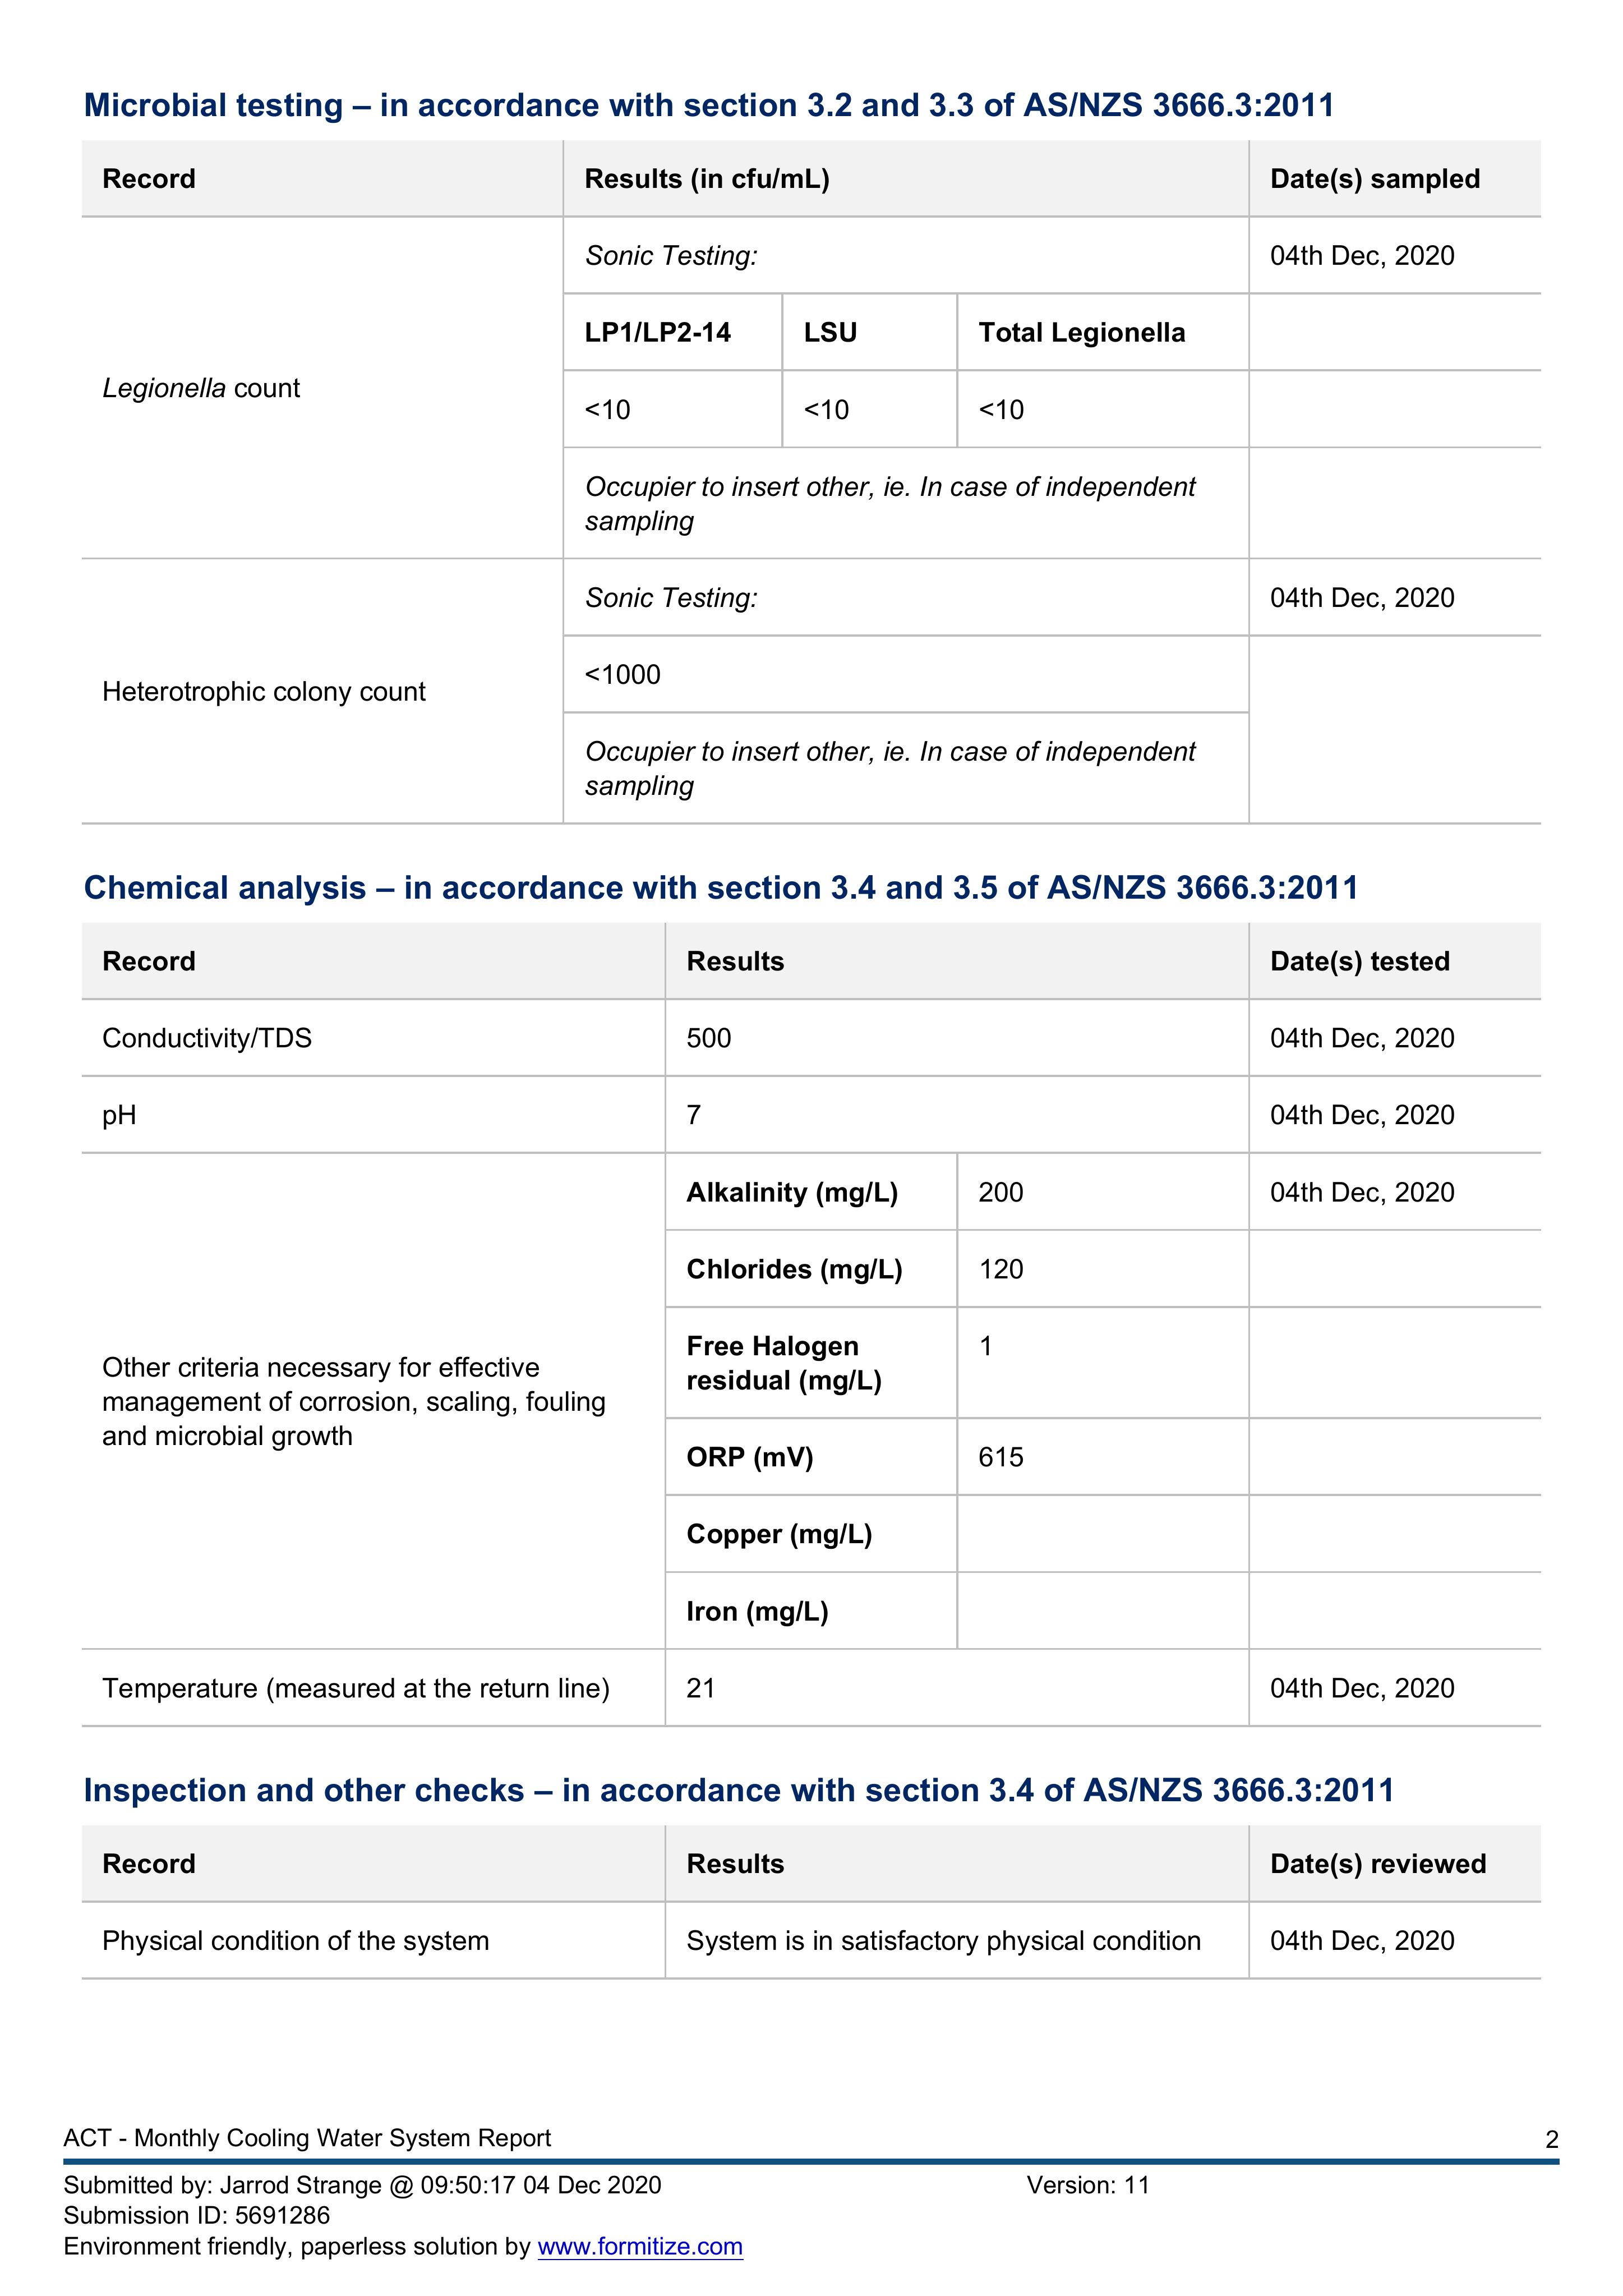 Microbial testing – in accordance with section 3.2 and 3.3 of AS/NZS 3666.3:2011
Record
Results (in cfu/mL)
Date(s) sampled
Legionella count
Sonic Testing:
04th Dec, 2020
LP1/LP2-14
LSU
Total Legionella
<10
<10
<10
Occupier to insert other, ie. In case of independent
sampling
Heterotrophic colony count
Sonic Testing:
04th Dec, 2020
<1000
Occupier to insert other, ie. In case of independent
sampling
Chemical analysis – in accordance with section 3.4 and 3.5 of AS/NZS 3666.3:2011
Record
Results
Date(s) tested
Conductivity/TDS
500
04th Dec, 2020
pH
7
04th Dec, 2020
Other criteria necessary for effective
management of corrosion, scaling, fouling
and microbial growth
Alkalinity (mg/L)
200
04th Dec, 2020
Chlorides (mg/L)
120
Free Halogen
residual (mg/L)
1
ORP (mV)
615
Copper (mg/L)
Iron (mg/L)
Temperature (measured at the return line)
21
04th Dec, 2020
Inspection and other checks – in accordance with section 3.4 of AS/NZS 3666.3:2011
Record
Results
Date(s) reviewed
Physical condition of the system
System is in satisfactory physical condition
04th Dec, 2020
ACT - Monthly Cooling Water System Report
2
Submitted by: Jarrod Strange @ 09:50:17 04 Dec 2020
Version: 11
Submission ID: 5691286
Environment friendly, paperless solution by www.formitize.com